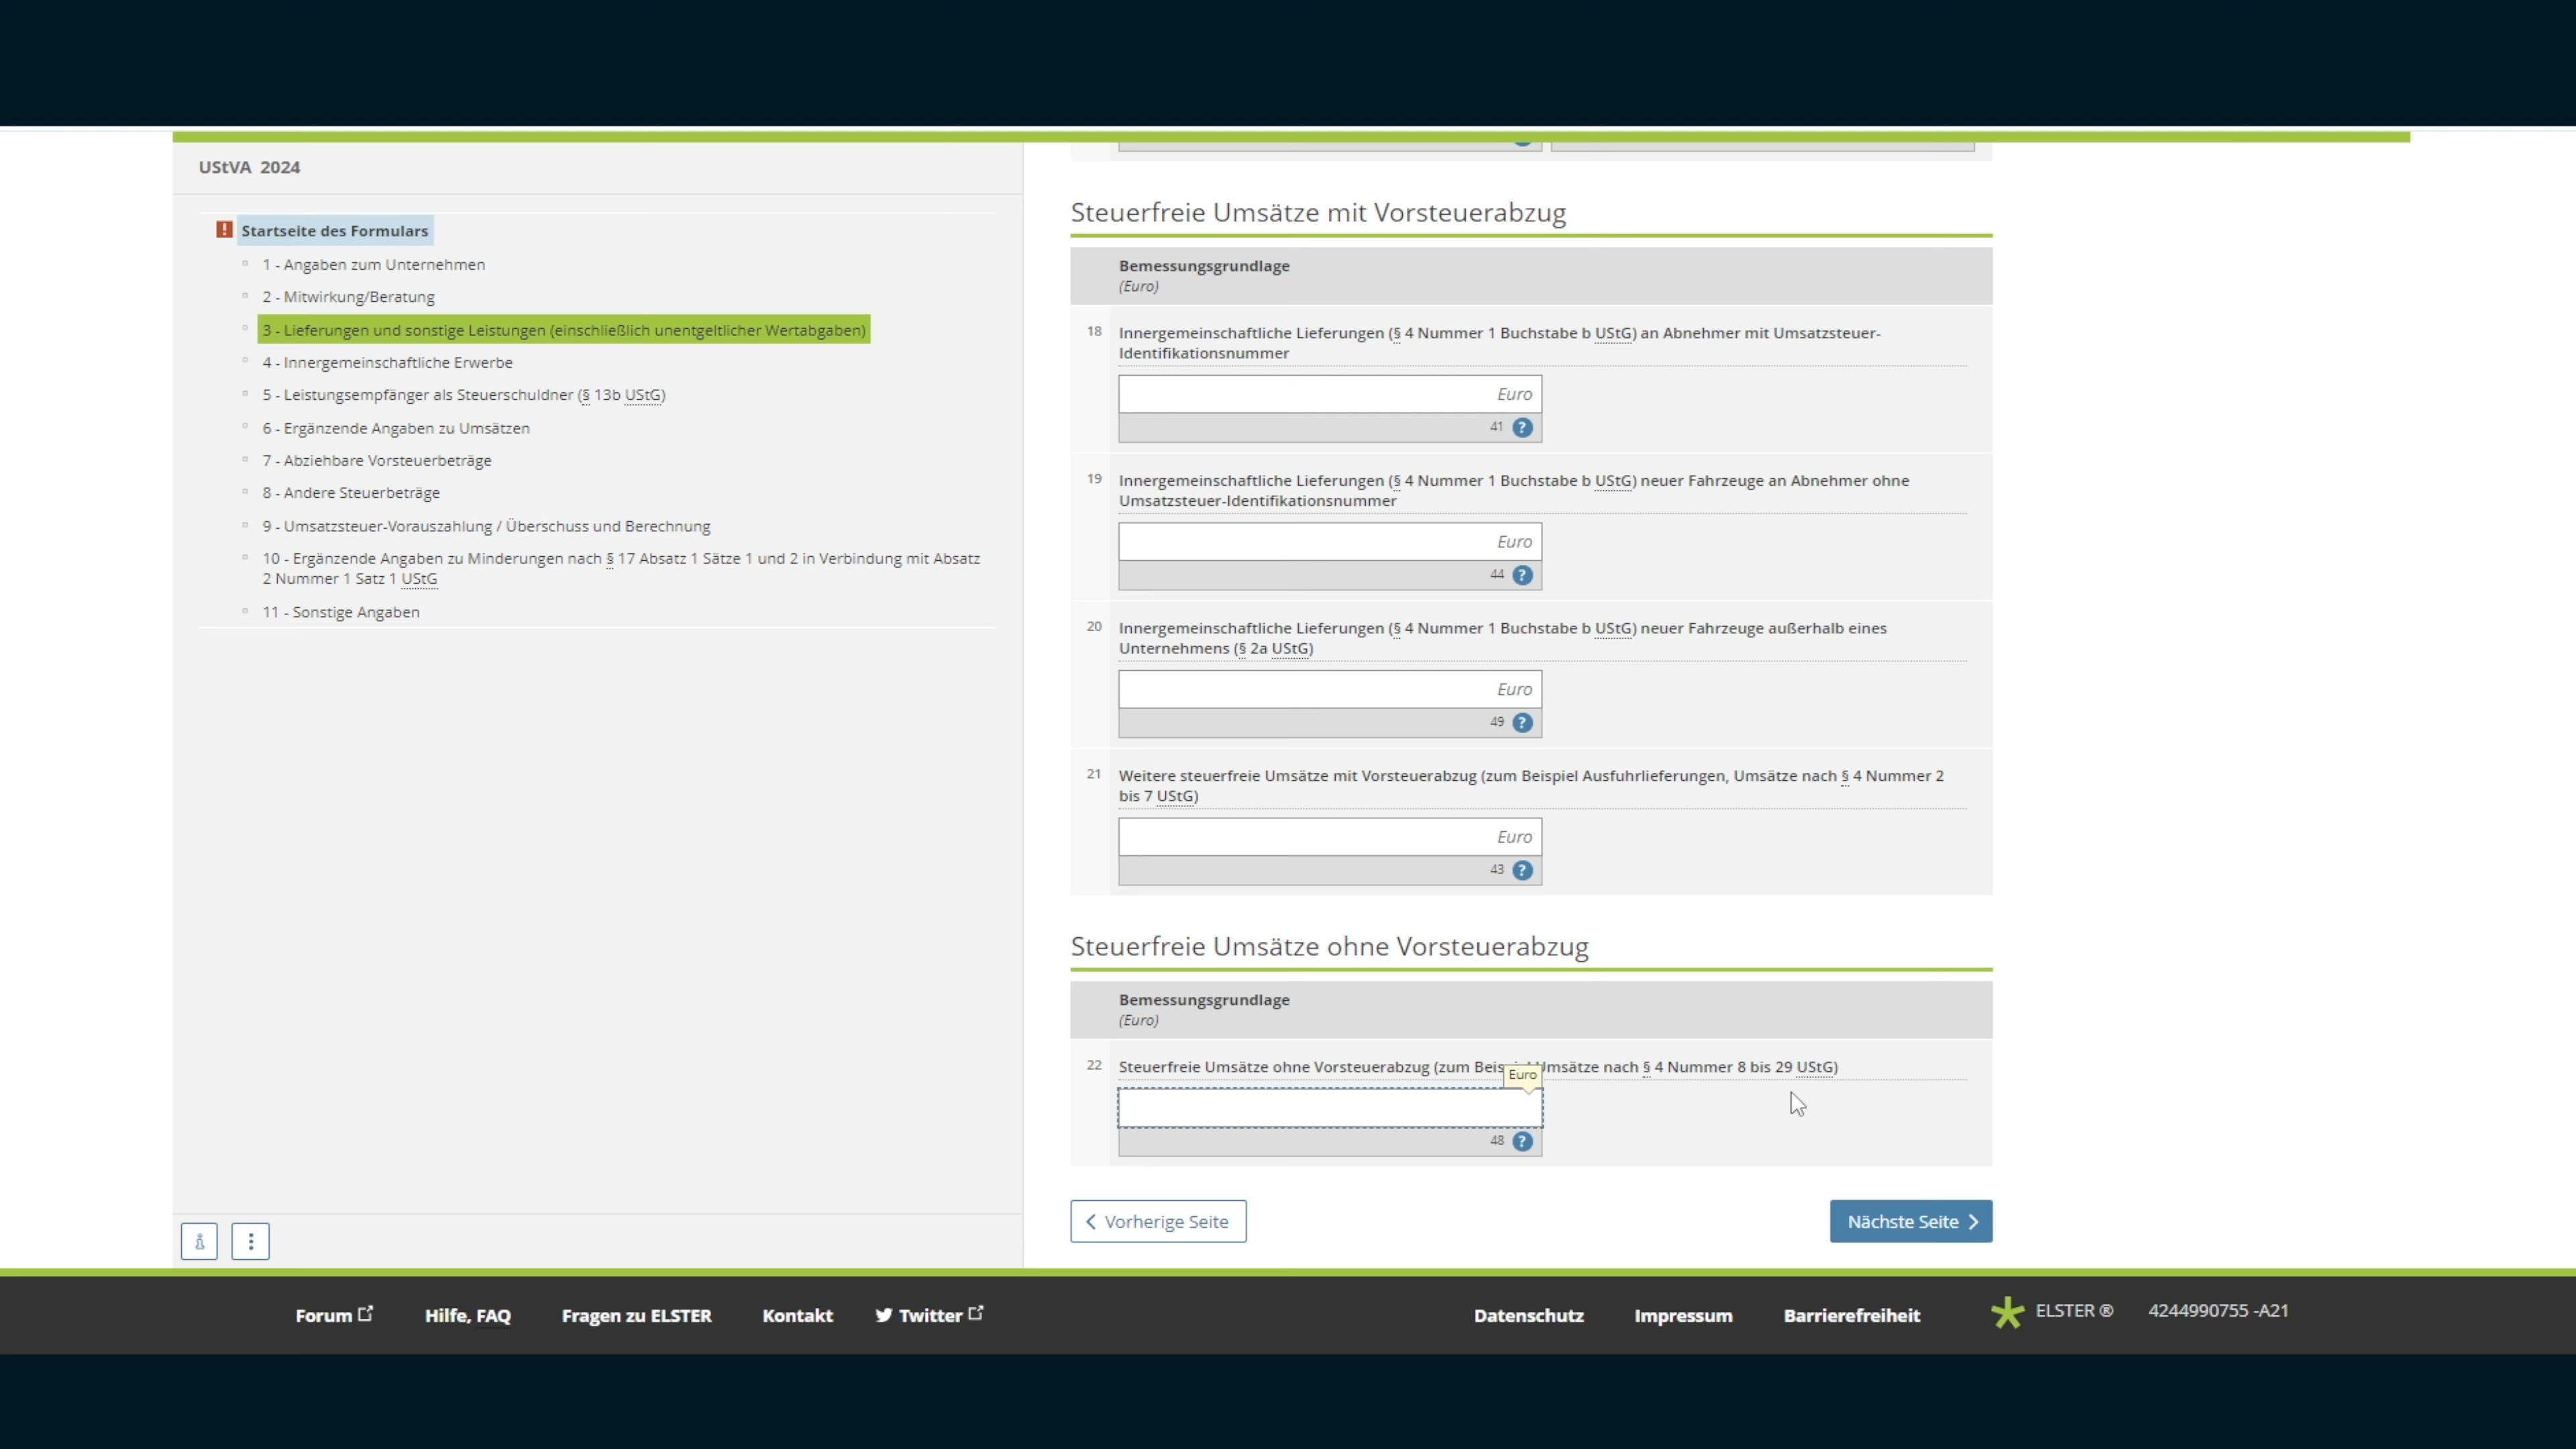 UStVA 2024
Startseite des Formulars
1 - Angaben zum Unternehmen
2 - Mitwirkung/Beratung
3 - Lieferungen und sonstige Leistungen (einschließlich unentgeltlicher Wertabgaben)
4 - Innergemeinschaftliche Erwerbe
5 - Leistungsempfänger als Steuerschuldner (§ 13b UStG)
6 - Ergänzende Angaben zu Umsätzen
7 - Abziehbare Vorsteuerbeträge
8 - Andere Steuerbeträge
9 - Umsatzsteuer-Vorauszahlung / Überschuss und Berechnung
10 - Ergänzende Angaben zu Minderungen nach § 17 Absatz 1 Sätze 1 und 2 in Verbindung mit Absatz
2 Nummer 1 Satz 1 UStG
11 - Sonstige Angaben
Steuerfreie Umsätze mit Vorsteuerabzug
Bemessungsgrundlage
(Euro)
18 Innergemeinschaftliche Lieferungen (§ 4 Nummer 1 Buchstabe b UStG) an Abnehmer mit Umsatzsteuer-
Identifikationsnummer
Euro
41 ?
19 Innergemeinschaftliche Lieferungen (§ 4 Nummer 1 Buchstabe b UStG) neuer Fahrzeuge an Abnehmer ohne
Umsatzsteuer-Identifikationsnummer
Euro
44 ?
20 Innergemeinschaftliche Lieferungen (§ 4 Nummer 1 Buchstabe b UStG) neuer Fahrzeuge außerhalb eines
Unternehmens (§ 2a UStG)
Euro
49 ?
21 Weitere steuerfreie Umsätze mit Vorsteuerabzug (zum Beispiel Ausfuhrlieferungen, Umsätze nach § 4 Nummer 2
bis 7 UStG)
Euro
43 ?
Steuerfreie Umsätze ohne Vorsteuerabzug
Bemessungsgrundlage
(Euro)
22 Steuerfreie Umsätze ohne Vorsteuerabzug (zum Umsätze nach § 4 Nummer 8 bis 29 UStG)
Euro
48 ?
Vorherige Seite
Nächste Seite
Forum Hilfe, FAQ Fragen zu ELSTER Kontakt Twitter Datenschutz Impressum Barrierefreiheit ELSTER ® 4244990755 -A21